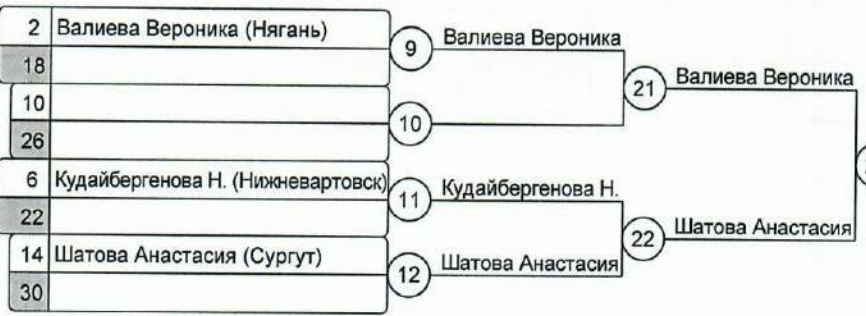 2 Валиева Вероника (Нягань)
18
9 Валиева Вероника
10
26
10
21 Валиева Вероника
6 Кудайбергенова Н. (Нижневартовск)
22
11 Кудайбергенова Н.
14 Шатова Анастасия (Сургут)
30
12 Шатова Анастасия
22 Шатова Анастасия